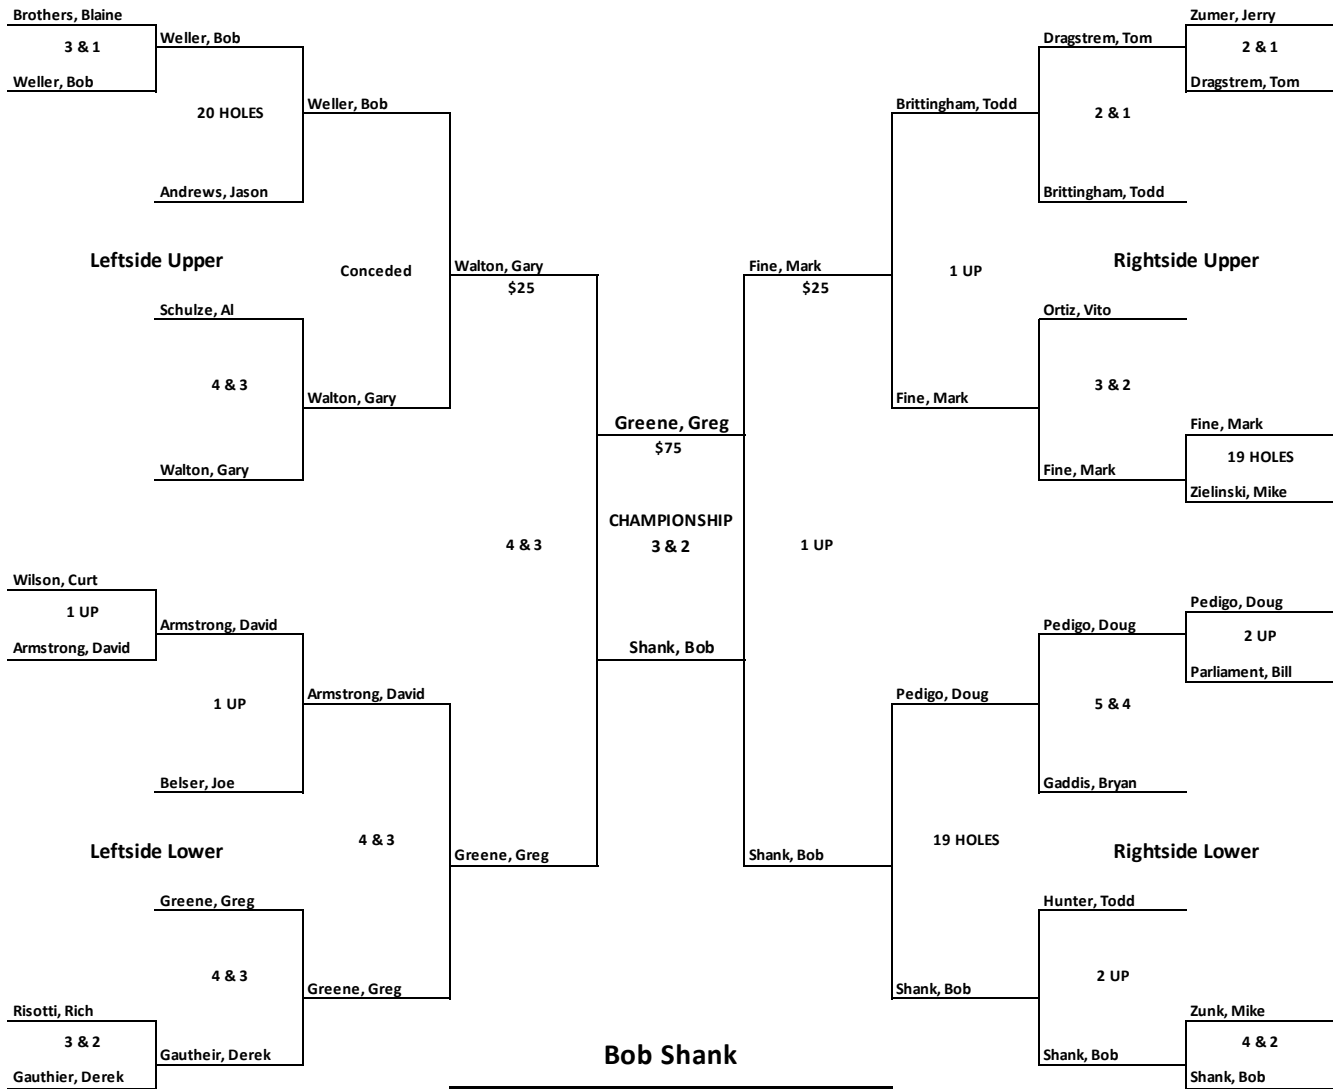 Brothers, Blaine
Zumer, Jerry
3 & 1
Weller, Bob
Dragstrem, Tom
2 & 1
Weller, Bob
Dragstrem, Tom
20 HOLES
Weller, Bob
Brittingham, Todd
2 & 1
Andrews, Jason
Brittingham, Todd
Leftside Upper
Conceded
Walton, Gary
$25
Fine, Mark
$25
1 UP
Rightside Upper
Schulze, Al
Ortiz, Vito
4 & 3
Walton, Gary
Fine, Mark
3 & 2
Greene, Greg
$75
Fine, Mark
19 HOLES
Walton, Gary
Fine, Mark
Zielinski, Mike
CHAMPIONSHIP
4 & 3
3 & 2
1 UP
Wilson, Curt
1 UP
Armstrong, David
Armstrong, David
Pedigo, Doug
Pedigo, Doug
2 UP
Parliament, Bill
Shank, Bob
1 UP
Armstrong, David
Pedigo, Doug
5 & 4
Belser, Joe
Gaddis, Bryan
Leftside Lower
4 & 3
Greene, Greg
Shank, Bob
19 HOLES
Rightside Lower
Greene, Greg
Hunter, Todd
4 & 3
Greene, Greg
Shank, Bob
2 UP
Risotti, Rich
3 & 2
Gauthier, Derek
Gautheir, Derek
Bob Shank
Shank, Bob
Zunk, Mike
4 & 2
Shank, Bob